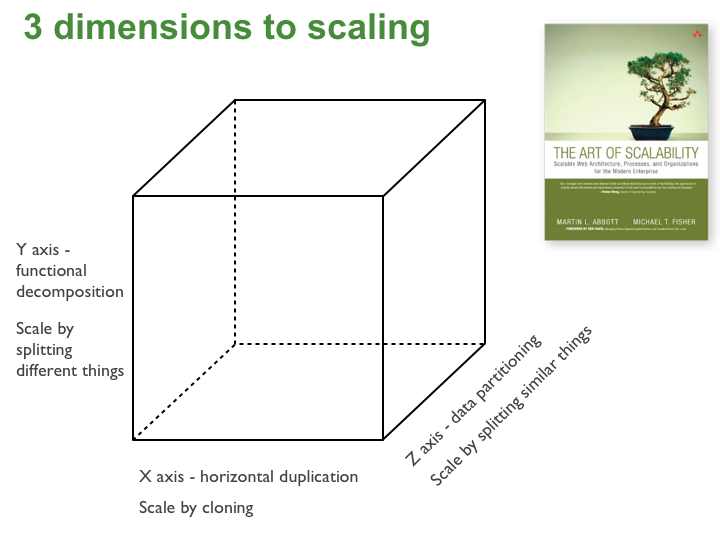 3 dimensions to scaling
THE ART OF SCALABILITY
Scalable Web Architecture, Processes, and Organizations
for the Modern Enterprise
MARTIN L. ABBOTT MICHAEL T. FISHER
Y axis -
functional
decomposition
Scale by
splitting
different things
Z axis - data partitioning
Scale by splitting similar things
X axis - horizontal duplication
Scale by cloning